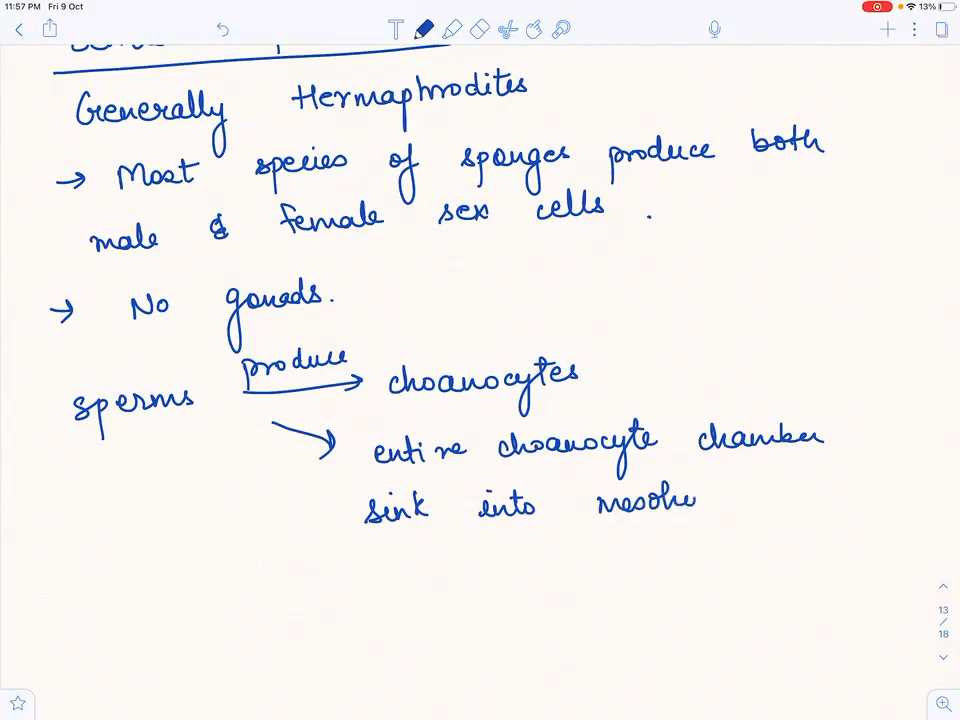 11:57 PM Fri 9 Oct
13%
Generally Hermaphrodites
→ Most species of sponges produce both
male & female sex cells .
→ No gonads.
produce
sperms → choanocytes
→ entire choanocyte chamber
sink into mesohe
13
/
18